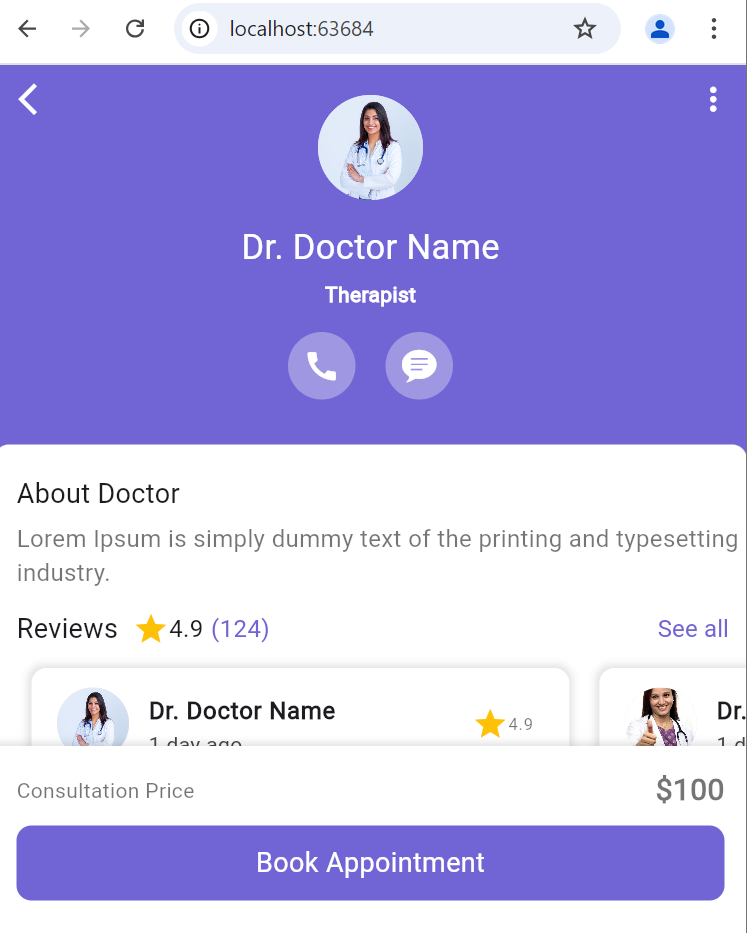 localhost:63684
Dr. Doctor Name
Therapist
About Doctor
Lorem Ipsum is simply dummy text of the printing and typesetting
industry.
Reviews 4.9 (124) See all
Dr. Doctor Name 4.9 Dr.
1 day ago 1 d
Consultation Price $100
Book Appointment